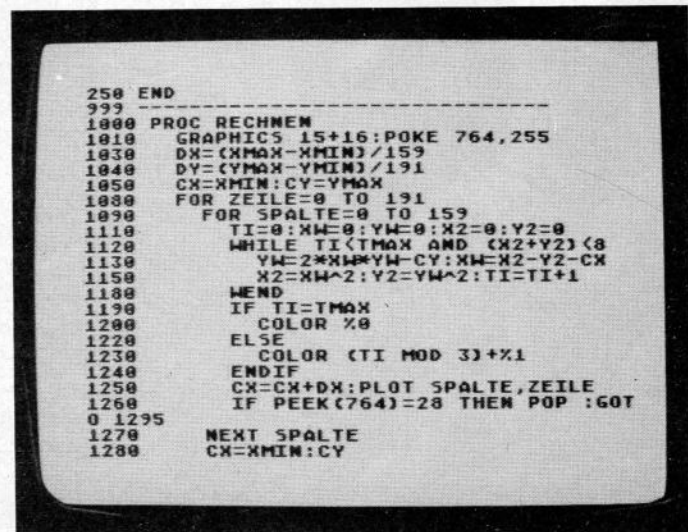 250 END
999 ------------------------------
1000 PROC RECHNEN
1010 GRAPHICS 15+16:POKE 764,255
1030 DX=(XMAX-XMIN)/159
1040 DY=(YMAX-YMIN)/191
1050 CX=XMIN:CY=YMAX
1080 FOR ZEILE=0 TO 191
1090 FOR SPALTE=0 TO 159
1110 TI=0:XW=0:YW=0:X2=0:Y2=0
1120 WHILE TI<TMAX AND (X2+Y2)<8
1130 YW=2*XW*YW-CY:XW=X2-Y2-CX
1150 X2=XW^2:Y2=YW^2:TI=TI+1
1180 WEND
1190 IF TI=TMAX
1200 COLOR %0
1220 ELSE
1230 COLOR (TI MOD 3)+%1
1240 ENDIF
1250 CX=CX+DX:PLOT SPALTE,ZEILE
1260 IF PEEK(764)=28 THEN POP :GOT
O 1295
1270 NEXT SPALTE
1280 CX=XMIN:CY